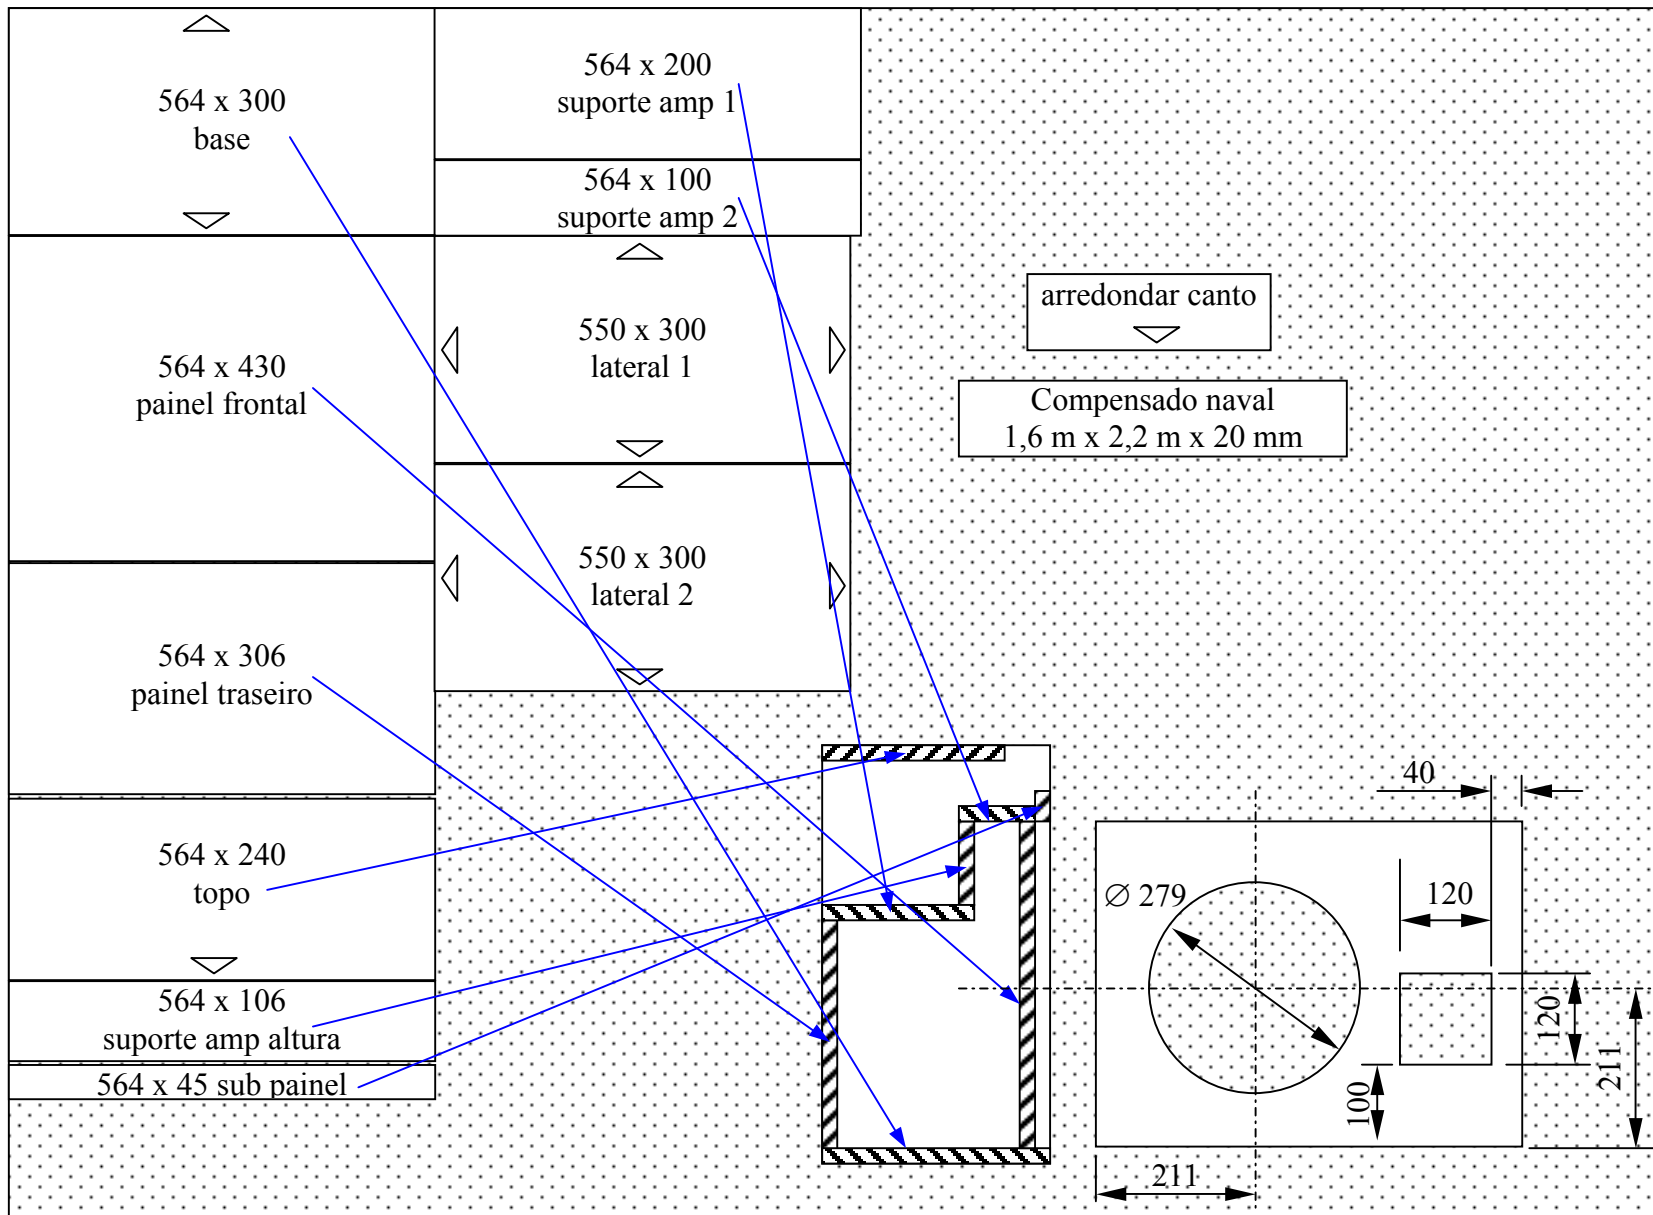 564 x 300
base
564 x 200
suporte amp 1
564 x 100
suporte amp 2
564 x 430
painel frontal
550 x 300
lateral 1
arredondar canto
Compensado naval
1,6 m x 2,2 m x 20 mm
550 x 300
lateral 2
564 x 306
painel traseiro
564 x 240
topo
564 x 106
suporte amp altura
564 x 45 sub painel
40
∅ 279
120
120
211
100
211